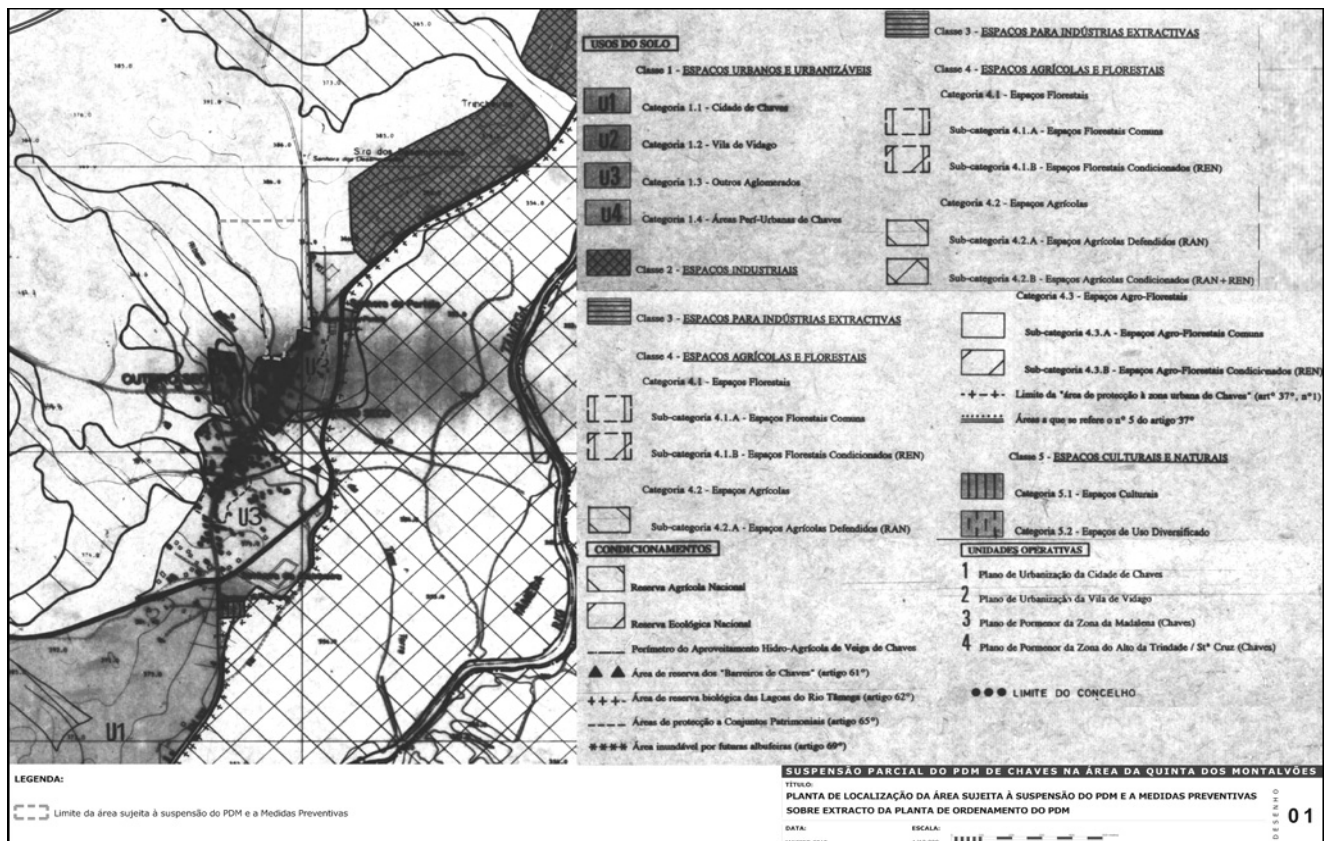 USOS DO SOLO
Classe 1 - ESPAÇOS URBANOS E URBANIZÁVEIS
U1 Categoria 1.1 - Cidade de Chaves
U2 Categoria 1.2 - Vila de Vidago
U3 Categoria 1.3 - Outros Aglomerados
U4 Categoria 1.4 - Áreas Peri-Urbanas de Chaves
Classe 2 - ESPAÇOS INDUSTRIAIS
Classe 3 - ESPAÇOS PARA INDÚSTRIAS EXTRACTIVAS
Classe 4 - ESPAÇOS AGRÍCOLAS E FLORESTAIS
Categoria 4.1 - Espaços Florestais
Sub-categoria 4.1.A - Espaços Florestais Comuns
Sub-categoria 4.1.B - Espaços Florestais Condicionados (REN)
Categoria 4.2 - Espaços Agrícolas
Sub-categoria 4.2.A - Espaços Agrícolas Defendidos (RAN)
CONDICIONAMENTOS
Reserva Agrícola Nacional
Reserva Ecológica Nacional
Perímetro do Aproveitamento Hidro-Agrícola de Veiga de Chaves
Área de reserva dos "Barreiros de Chaves" (artigo 61º)
Área de reserva biológica das Lagoas do Rio Tâmega (artigo 62º)
Áreas de protecção a Conjuntos Patrimoniais (artigo 65º)
Área inundável por futuras albufeiras (artigo 69º)
Classe 3 - ESPAÇOS PARA INDÚSTRIAS EXTRACTIVAS
Classe 4 - ESPAÇOS AGRÍCOLAS E FLORESTAIS
Categoria 4.1 - Espaços Florestais
Sub-categoria 4.1.A - Espaços Florestais Comuns
Sub-categoria 4.1.B - Espaços Florestais Condicionados (REN)
Categoria 4.2 - Espaços Agrícolas
Sub-categoria 4.2.A - Espaços Agrícolas Defendidos (RAN)
Sub-categoria 4.2.B - Espaços Agrícolas Condicionados (RAN + REN)
Categoria 4.3 - Espaços Agro-Florestais
Sub-categoria 4.3.A - Espaços Agro-Florestais Comuns
Sub-categoria 4.3.B - Espaços Agro-Florestais Condicionados (REN)
Limite da "área de protecção à zona urbana de Chaves" (artº 37º, nº1)
Áreas a que se refere o nº 5 do artigo 37º
Classe 5 - ESPAÇOS CULTURAIS E NATURAIS
Categoria 5.1 - Espaços Culturais
Categoria 5.2 - Espaços de Uso Diversificado
UNIDADES OPERATIVAS
1 Plano de Urbanização da Cidade de Chaves
2 Plano de Urbanização da Vila de Vidago
3 Plano de Pormenor da Zona da Madalena (Chaves)
4 Plano de Pormenor da Zona do Alto da Trindade / Stª Cruz (Chaves)
LIMITE DO CONCELHO
U3
U3
U1
LEGENDA:
Limite da área sujeita à suspensão do PDM e a Medidas Preventivas
SUSPENSÃO PARCIAL DO PDM DE CHAVES NA ÁREA DA QUINTA DOS MONTALVÕES
TÍTULO:
PLANTA DE LOCALIZAÇÃO DA ÁREA SUJEITA À SUSPENSÃO DO PDM E A MEDIDAS PREVENTIVAS
SOBRE EXTRACTO DA PLANTA DE ORDENAMENTO DO PDM
DATA:
ESCALA:
DESENHO
01